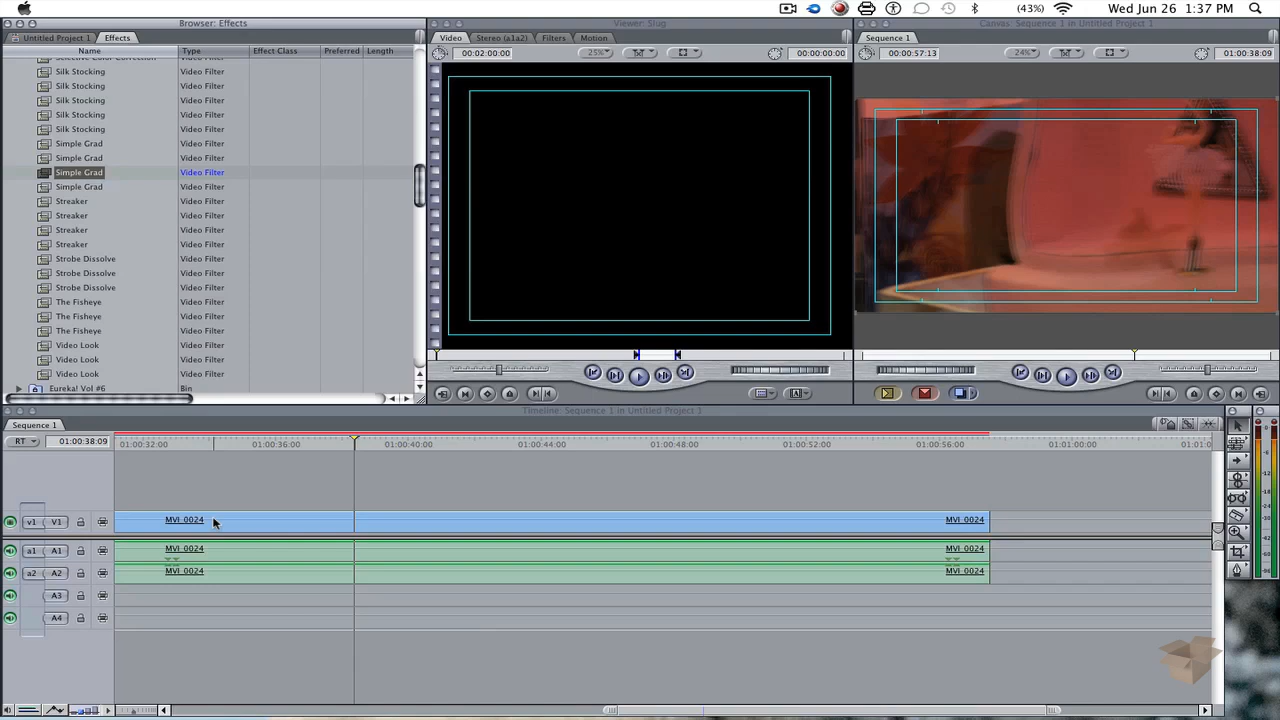 (43%) Wed Jun 26 1:37 PM
Browser: Effects
Untitled Project 1 Effects
Name Type Effect Class Preferred Length
Selective Color Correction Video Filter
Silk Stocking Video Filter
Silk Stocking Video Filter
Silk Stocking Video Filter
Silk Stocking Video Filter
Silk Stocking Video Filter
Simple Grad Video Filter
Simple Grad Video Filter
Simple Grad Video Filter
Simple Grad Video Filter
Streaker Video Filter
Streaker Video Filter
Streaker Video Filter
Streaker Video Filter
Strobe Dissolve Video Filter
Strobe Dissolve Video Filter
Strobe Dissolve Video Filter
The Fisheye Video Filter
The Fisheye Video Filter
The Fisheye Video Filter
Video Look Video Filter
Video Look Video Filter
Video Look Video Filter
Eureka! Vol #6 Bin
Viewer: Slug
Video Stereo (a1a2) Filters Motion
00:02:00:00 25% 00:00:00:00
Canvas: Sequence 1 in Untitled Project 1
Sequence 1
00:00:57:13 24% 01:00:38:09
Timeline: Sequence 1 in Untitled Project 1
Sequence 1
RT 01:00:38:09 01:00:32:00 01:00:36:00 01:00:40:00 01:00:44:00 01:00:48:00 01:00:52:00 01:00:56:00 01:01:00:00 01:01:0
v1 V1 MVI_0024 MVI_0024
a1 A1 MVI_0024 MVI_0024
a2 A2 MVI_0024 MVI_0024
A3
A4